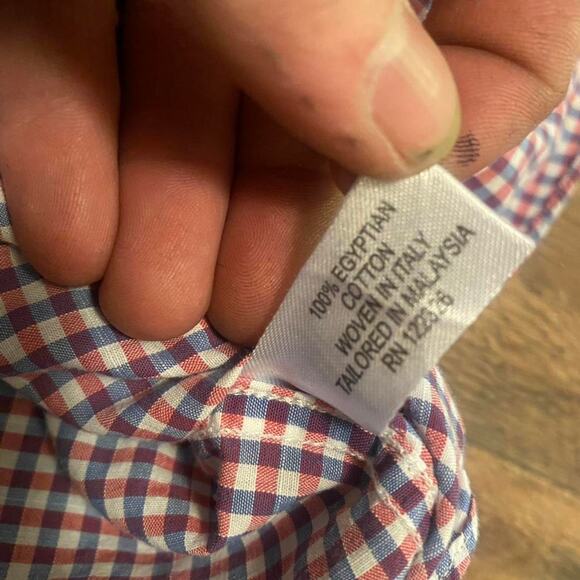 100% EGYPTIAN
COTTON
WOVEN IN ITALY
TAILORED IN MALAYSIA
RN